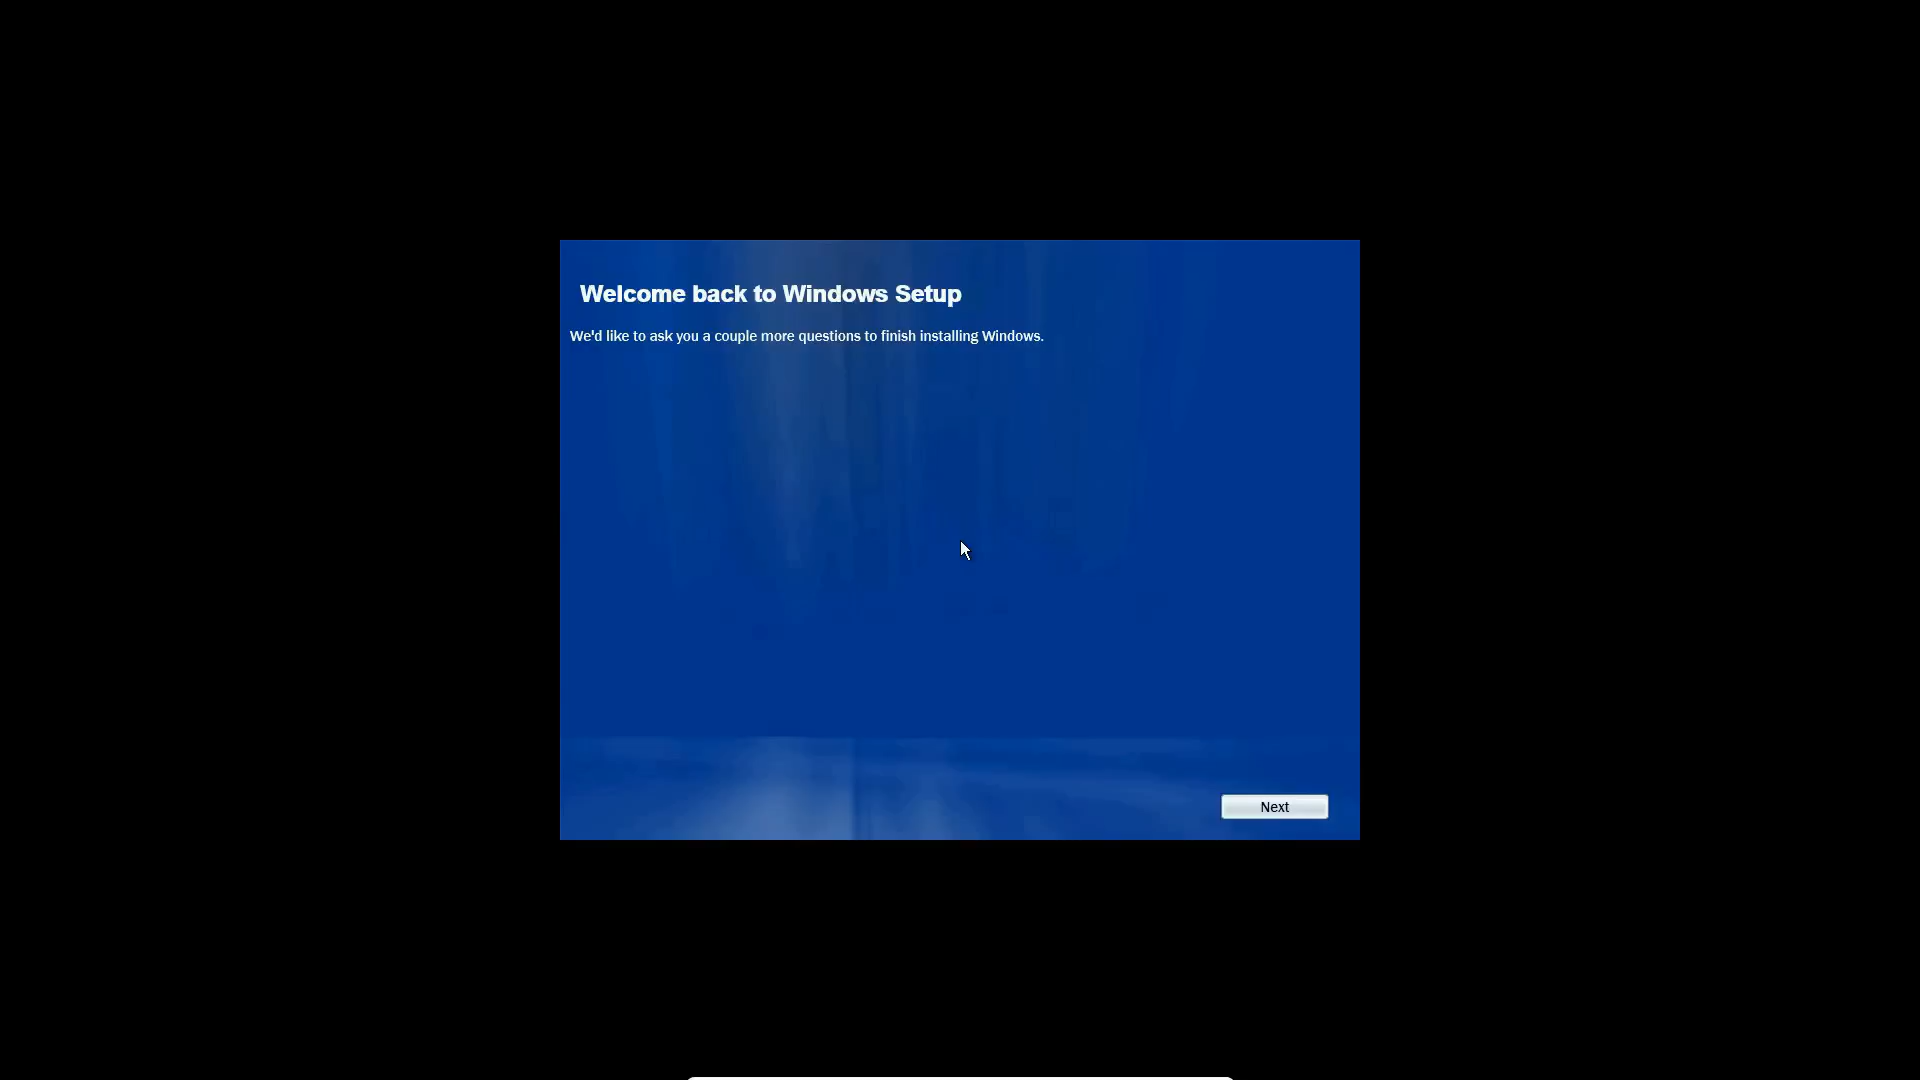 Welcome back to Windows Setup
We'd like to ask you a couple more questions to finish installing Windows.
Next